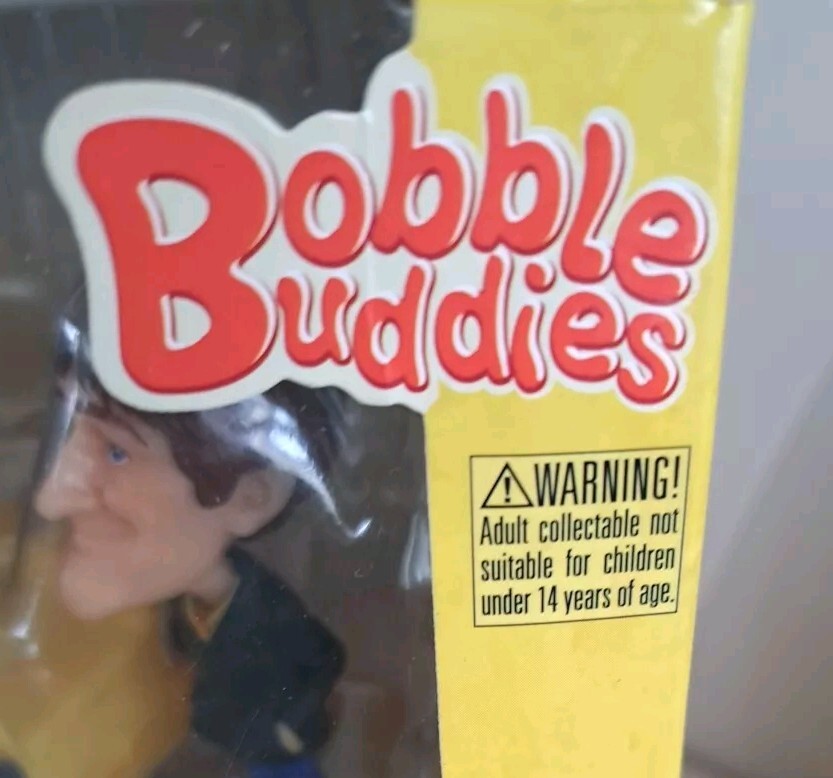 Bobble
Buddies
WARNING!
Adult collectable not
suitable for children
under 14 years of age.